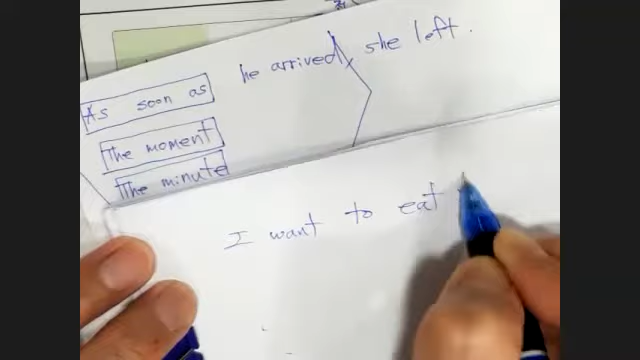 As soon as he arrived, she left.
The moment
The minute
I want to eat